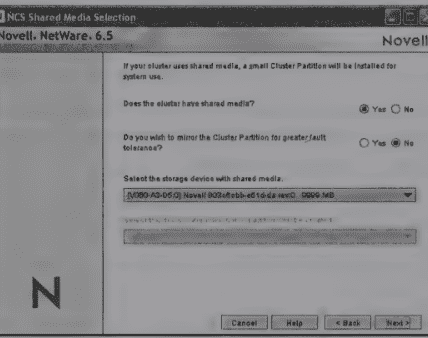 NCS Shared Media Selection
Novell. NetWare. 6.5
Novell
If your cluster uses shared media, a small Cluster Partition will be installed for
system use.
Does the cluster have shared media?
Yes No
Do you wish to mirror the Cluster Partition for greater fault
tolerance?
Yes No
Select the storage device with shared media.
Novell
MB
N
Cancel Help < Back Next >